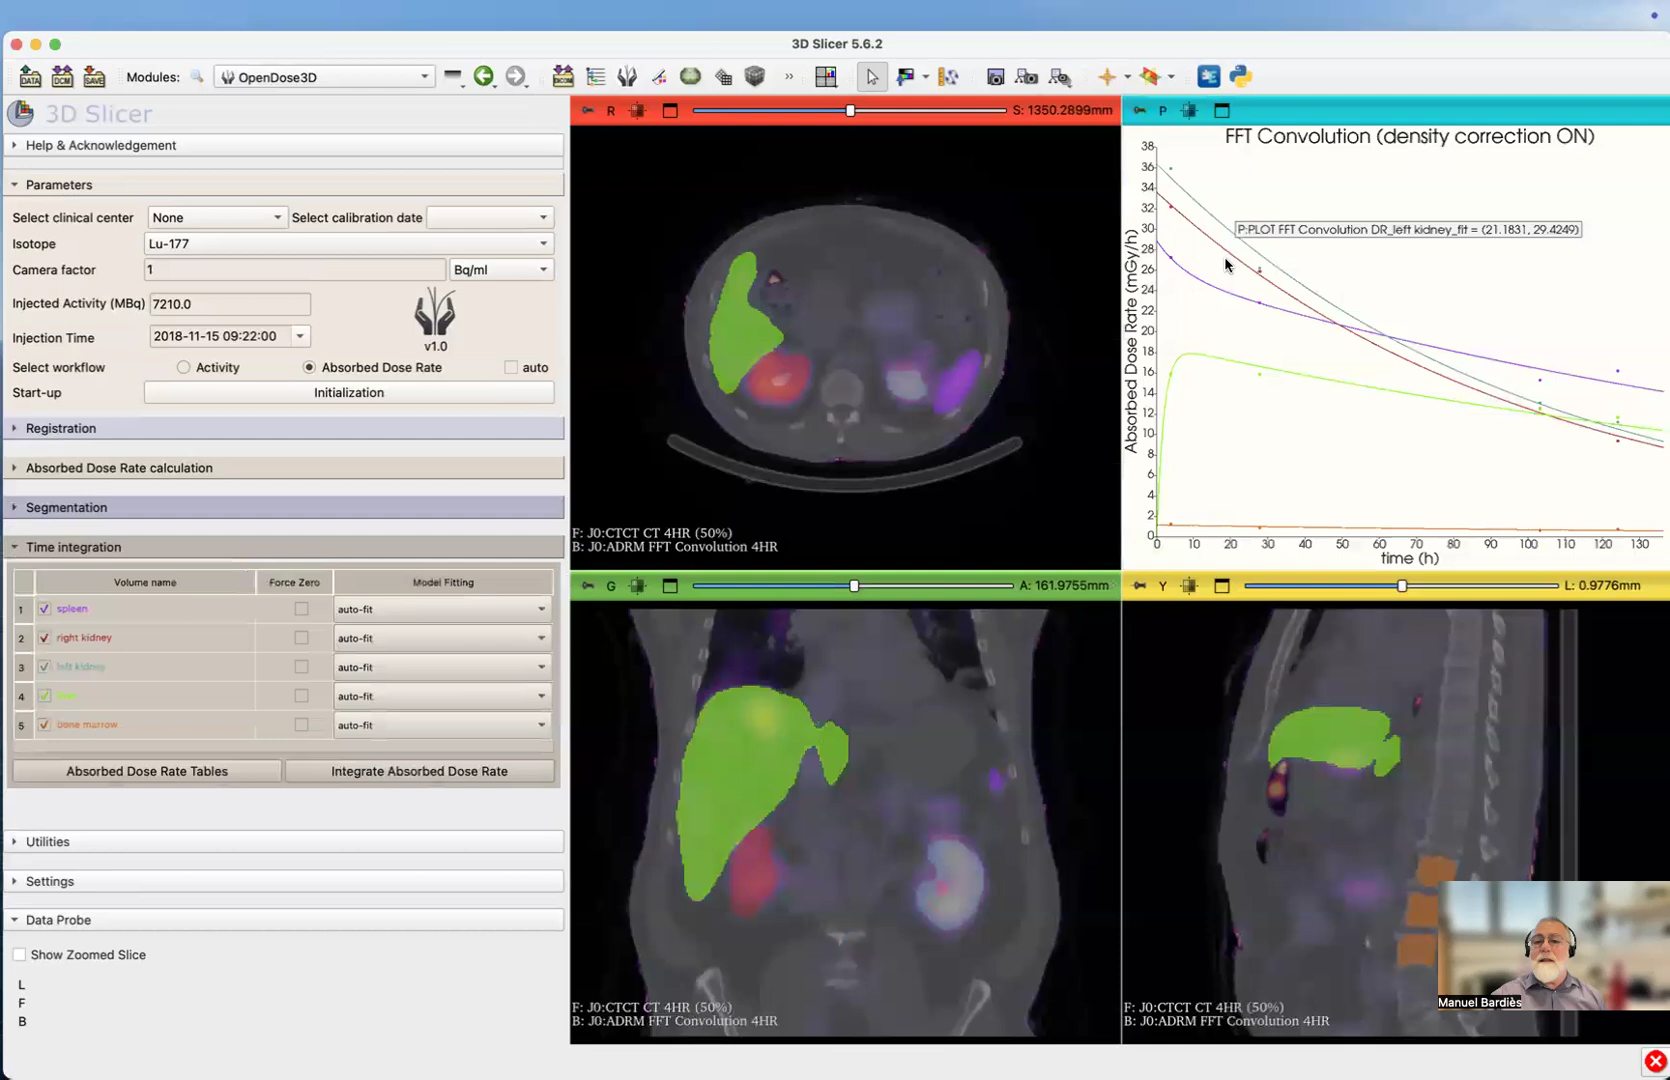 3D Slicer 5.6.2
DATA
DCM
SAVE
Modules:
OpenDose3D
3D Slicer
Help & Acknowledgement
Parameters
Select clinical center
None
Select calibration date
Isotope
Lu-177
Camera factor
1
Bq/ml
Injected Activity (MBq)
7210.0
Injection Time
2018-11-15 09:22:00
v1.0
Select workflow
Activity
Absorbed Dose Rate
auto
Start-up
Initialization
Registration
Absorbed Dose Rate calculation
Segmentation
Time integration
Volume name
Force Zero
Model Fitting
1
spleen
auto-fit
2
right kidney
auto-fit
3
left kidney
auto-fit
4
auto-fit
5
bone marrow
auto-fit
Absorbed Dose Rate Tables
Integrate Absorbed Dose Rate
Utilities
Settings
Data Probe
Show Zoomed Slice
L
F
B
R
S: 1350.2899mm
F: J0:CTCT CT 4HR (50%)
B: J0:ADRM FFT Convolution 4HR
P
FFT Convolution (density correction ON)
P:PLOT FFT Convolution DR_left kidney_fit = (21.1831, 29.4249)
Absorbed Dose Rate (mGy/h)
38
36
34
32
30
28
26
24
22
20
18
16
14
12
10
8
6
4
2
0
0 10 20 30 40 50 60 70 80 90 100 110 120 130
time (h)
G
A: 161.9755mm
F: J0:CTCT CT 4HR (50%)
B: J0:ADRM FFT Convolution 4HR
Y
L: 0.9776mm
F: J0:CTCT CT 4HR (50%)
B: J0:ADRM FFT Convolution 4HR
Manuel Bardiès